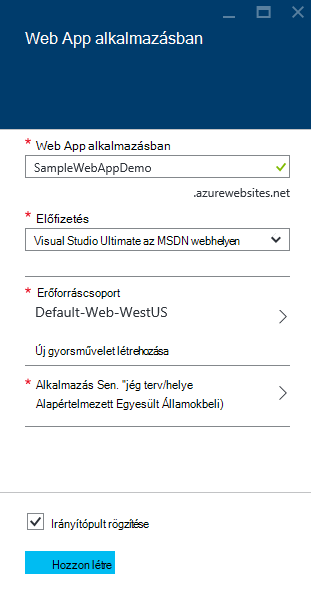 Web App alkalmazásban
* Web App alkalmazásban
SampleWebAppDemo
.azurewebsites.net
* Előfizetés
Visual Studio Ultimate az MSDN webhelyen
* Erőforráscsoport
Default-Web-WestUS
Új gyorsművelet létrehozása
* Alkalmazás Sen. "jég terv/helye
Alapértelmezett Egyesült Államokbeli)
Irányítópult rögzítése
Hozzon létre